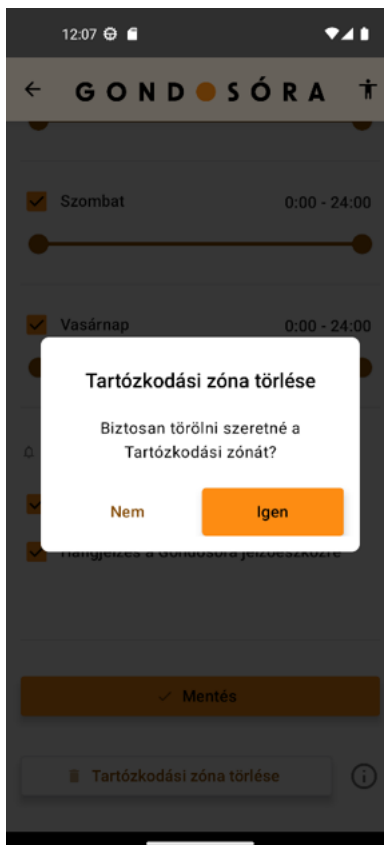 12:07
GONDOSÓRA
Szombat 0:00 - 24:00
Vasárnap 0:00 - 24:00
Tartózkodási zóna törlése
Biztosan törölni szeretné a
Tartózkodási zónát?
Nem Igen
Hangjelzés a Gondosóra jelzőeszközre
Mentés
Tartózkodási zóna törlése